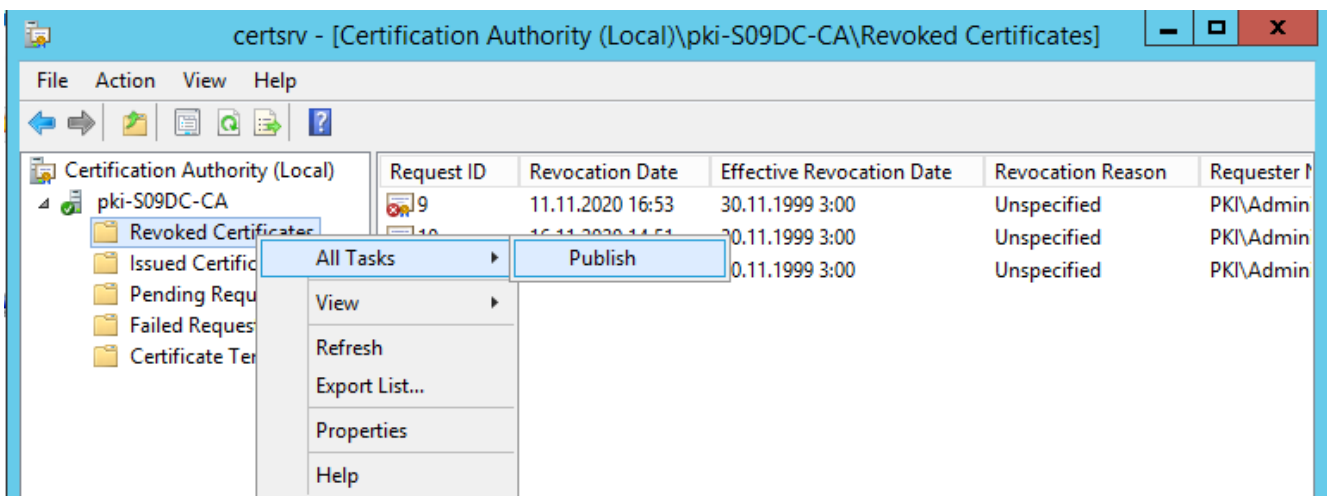 certsrv - [Certification Authority (Local)\pki-S09DC-CA\Revoked Certificates]
File Action View Help
Certification Authority (Local) Request ID Revocation Date Effective Revocation Date Revocation Reason Requester
pki-S09DC-CA 9 11.11.2020 16:53 30.11.1999 3:00 Unspecified PKI\Admin
Revoked Certificates 30.11.1999 3:00 Unspecified PKI\Admin
Issued Certific All Tasks Publish 0.11.1999 3:00 Unspecified PKI\Admin
Pending Requ View
Failed Reques
Certificate Ter Refresh
Export List...
Properties
Help